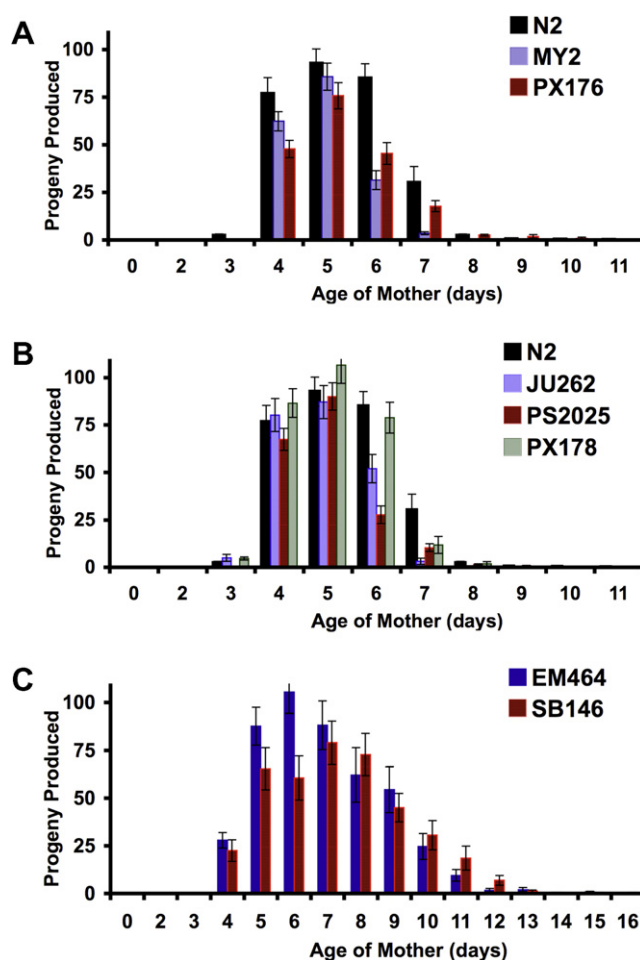 A
N2
MY2
PX176
Progeny Produced
100
75
50
25
0
0 2 3 4 5 6 7 8 9 10 11
Age of Mother (days)
B
N2
JU262
PS2025
PX178
Progeny Produced
100
75
50
25
0
0 2 3 4 5 6 7 8 9 10 11
Age of Mother (days)
C
EM464
SB146
Progeny Produced
100
75
50
25
0
0 2 3 4 5 6 7 8 9 10 11 12 13 14 15 16
Age of Mother (days)